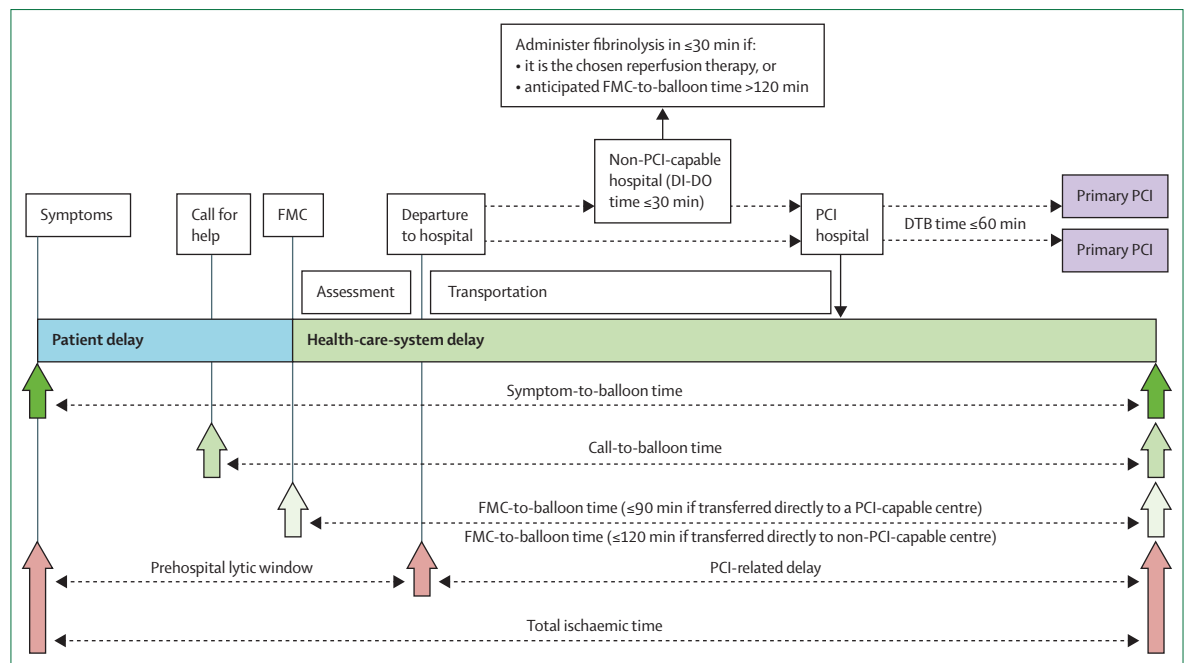 Administer fibrinolysis in ≤30 min if:
• it is the chosen reperfusion therapy, or
• anticipated FMC-to-balloon time >120 min
Non-PCI-capable
hospital (DI-DO
time ≤30 min)
Symptoms
Call for
help
FMC
Departure
to hospital
PCI
hospital
DTB time ≤60 min
Primary PCI
Primary PCI
Assessment
Transportation
Patient delay
Health-care-system delay
Symptom-to-balloon time
Call-to-balloon time
FMC-to-balloon time (≤90 min if transferred directly to a PCI-capable centre)
FMC-to-balloon time (≤120 min if transferred directly to non-PCI-capable centre)
Prehospital lytic window
PCI-related delay
Total ischaemic time